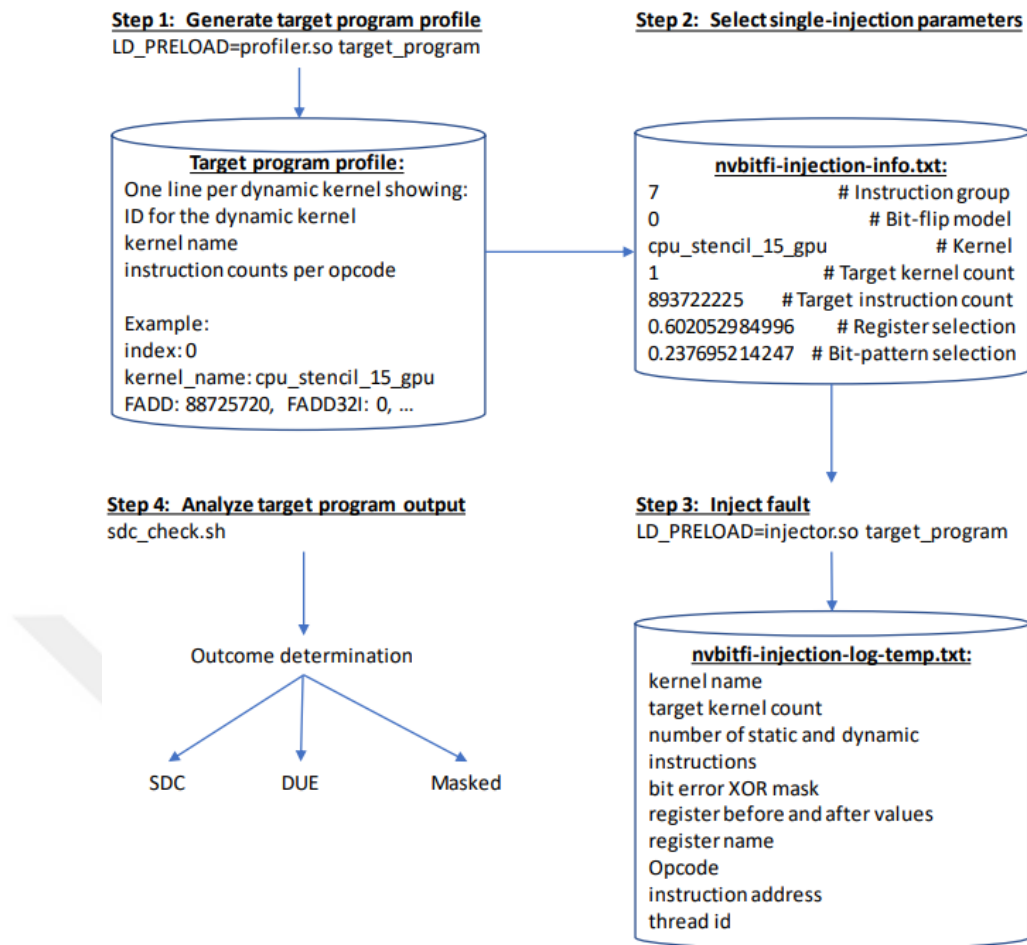 Step 1: Generate target program profile
LD_PRELOAD=profiler.so target_program
Target program profile:
One line per dynamic kernel showing:
ID for the dynamic kernel
kernel name
instruction counts per opcode
Example:
index: 0
kernel_name: cpu_stencil_15_gpu
FADD: 88725720, FADD32I: 0, ...
Step 2: Select single-injection parameters
nvbitfi-injection-info.txt:
7 # Instruction group
0 # Bit-flip model
cpu_stencil_15_gpu # Kernel
1 # Target kernel count
893722225 # Target instruction count
0.602052984996 # Register selection
0.237695214247 # Bit-pattern selection
Step 3: Inject fault
LD_PRELOAD=injector.so target_program
nvbitfi-injection-log-temp.txt:
kernel name
target kernel count
number of static and dynamic
instructions
bit error XOR mask
register before and after values
register name
Opcode
instruction address
thread id
Step 4: Analyze target program output
sdc_check.sh
Outcome determination
SDC DUE Masked